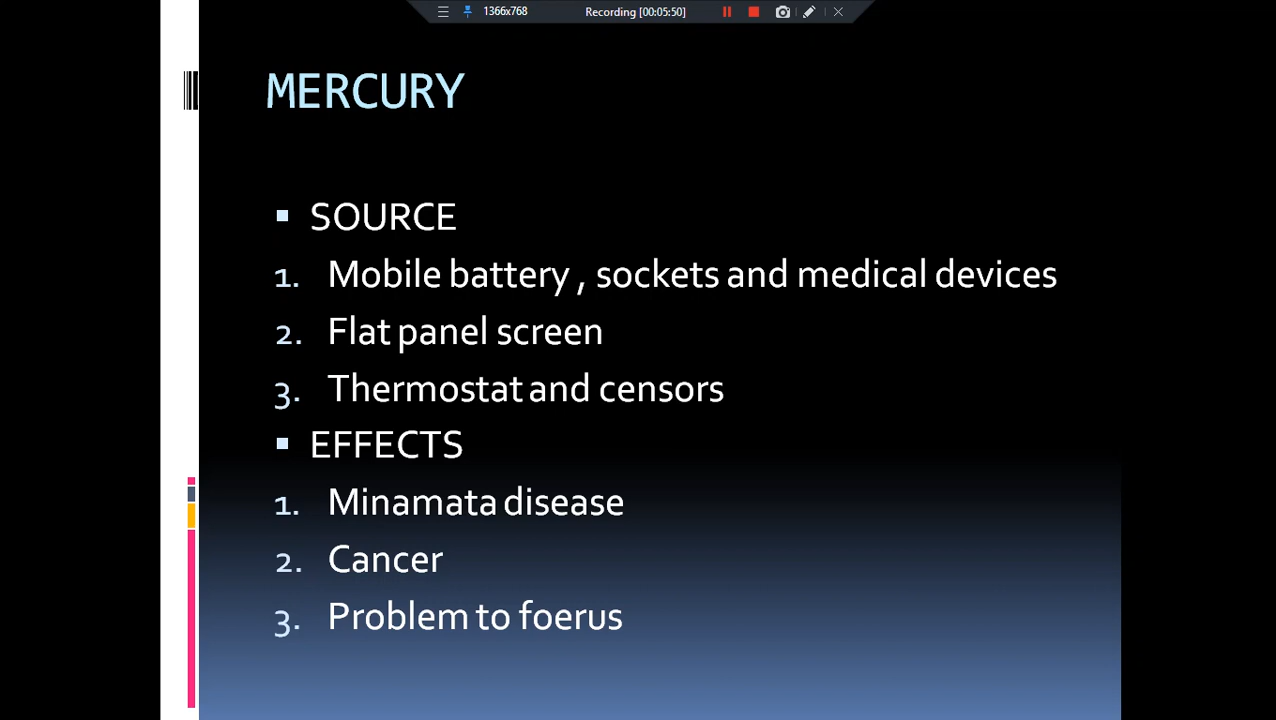 1366x768 Recording [00:05:50]
MERCURY
▪ SOURCE
1. Mobile battery , sockets and medical devices
2. Flat panel screen
3. Thermostat and censors
▪ EFFECTS
1. Minamata disease
2. Cancer
3. Problem to foerus